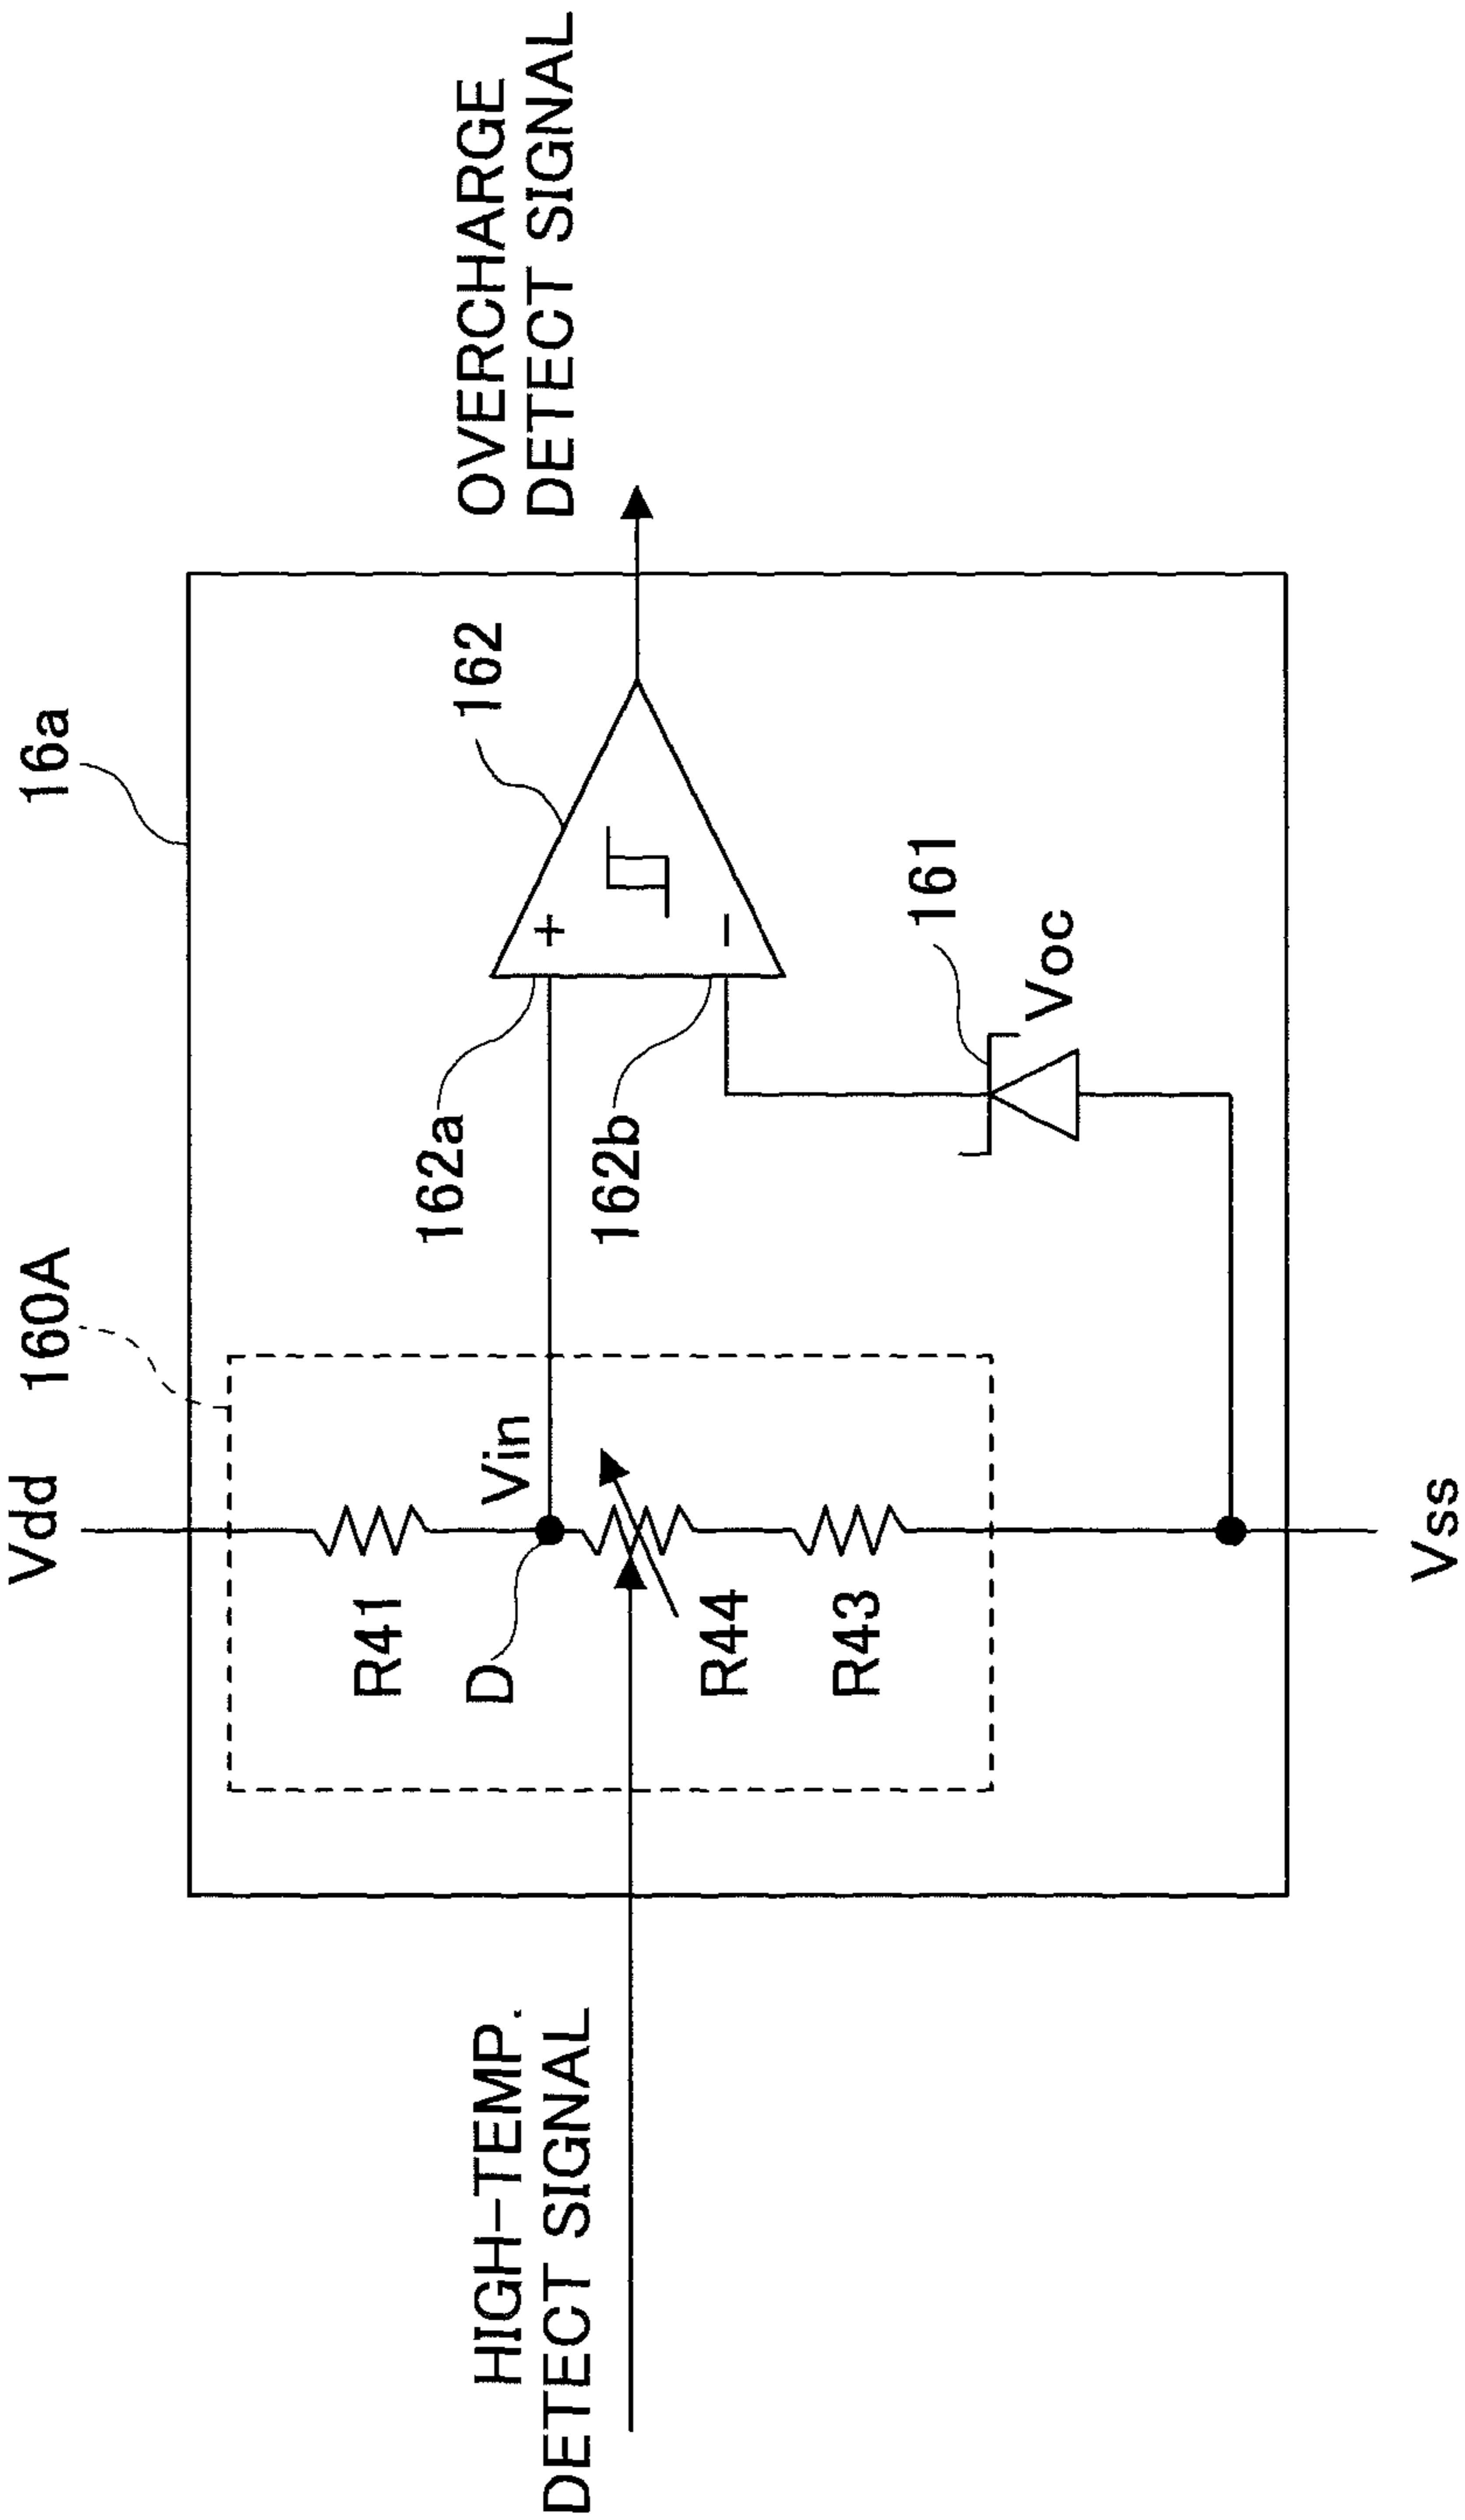 Vdd
160A
16a
R41
D
Vin
R44
R43
162a
162b
162
+
−
161
Voc
HIGH-TEMP.
DETECT SIGNAL
OVERCHARGE
DETECT SIGNAL
Vss